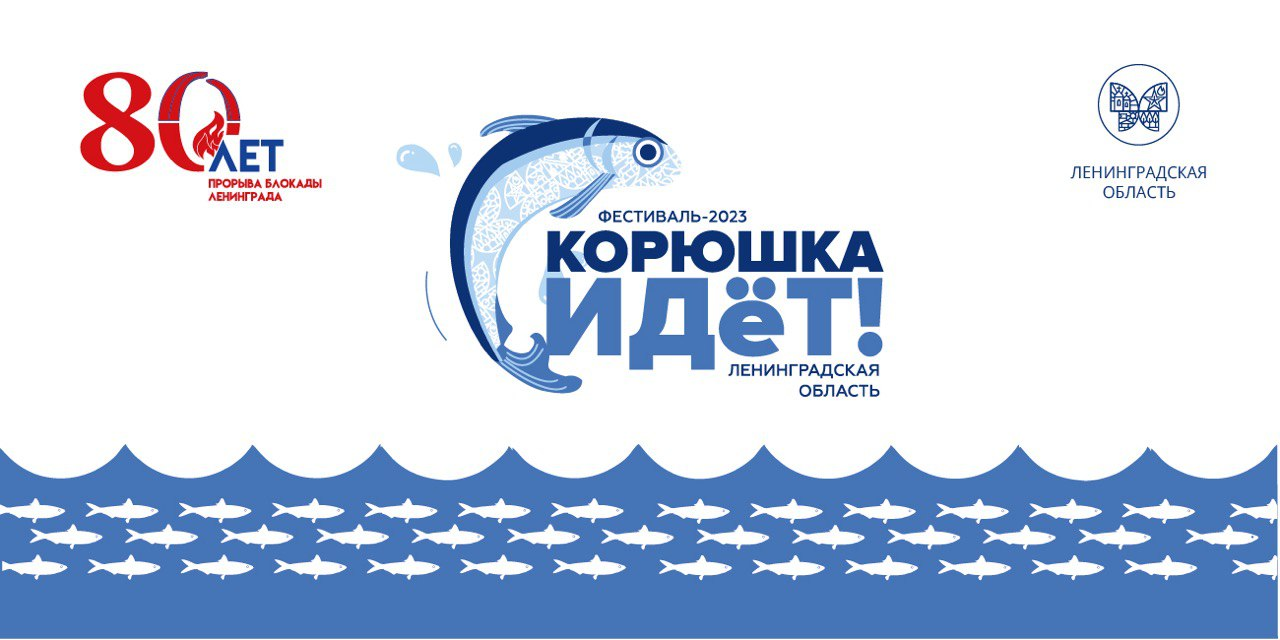 80
ЛЕТ
ПРОРЫВА БЛОКАДЫ
ЛЕНИНГРАДА
ФЕСТИВАЛЬ-2023
КОРЮШКА
ИДёТ!
ЛЕНИНГРАДСКАЯ
ОБЛАСТЬ
ЛЕНИНГРАДСКАЯ
ОБЛАСТЬ